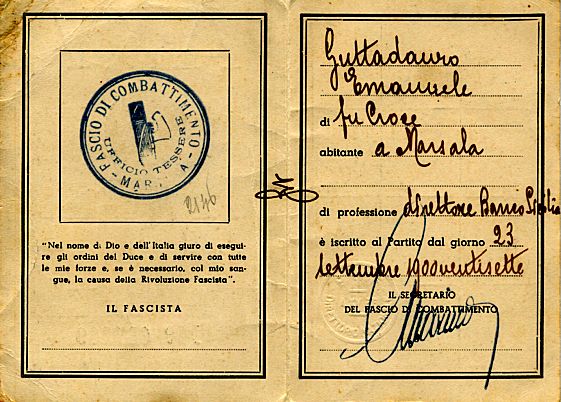 FASCIO DI COMBATTIMENTO
UFFICIO TESSERE
- MARSALA -
2146
"Nel nome di Dio e dell'Italia giuro di esegui-
re gli ordini del Duce e di servire con tutte
le mie forze e, se è necessario, col mio san-
gue, la causa della Rivoluzione Fascista".
IL FASCISTA
Guttadauro
Emanuele
di fu Croce
abitante a Marsala
di professione direttore Banco Sicilia
è iscritto al Partito dal giorno 23
settembre 1900ventisette
IL SEGRETARIO
DEL FASCIO DI COMBATTIMENTO